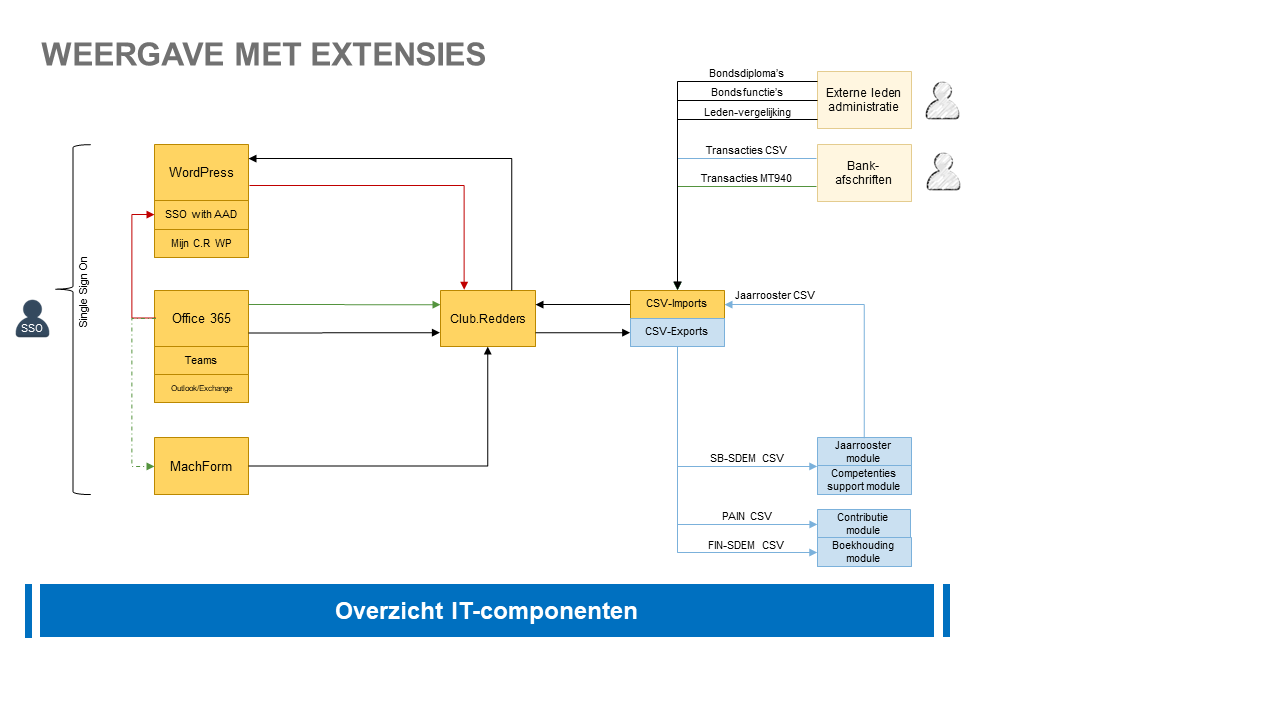 WEERGAVE MET EXTENSIES
Bondsdiploma's
Bondsfunctie's
Leden-vergelijking
Externe leden
administratie
Transacties CSV
Transacties MT940
Bank-
afschriften
WordPress
SSO with AAD
Mijn C.R WP
Single Sign On
SSO
Office 365
Teams
Outlook/Exchange
MachForm
Club.Redders
CSV-Imports
CSV-Exports
Jaarrooster CSV
SB-SDEM CSV
Jaarrooster
module
Competenties
support module
PAIN CSV
Contributie
module
FIN-SDEM CSV
Boekhouding
module
Overzicht IT-componenten